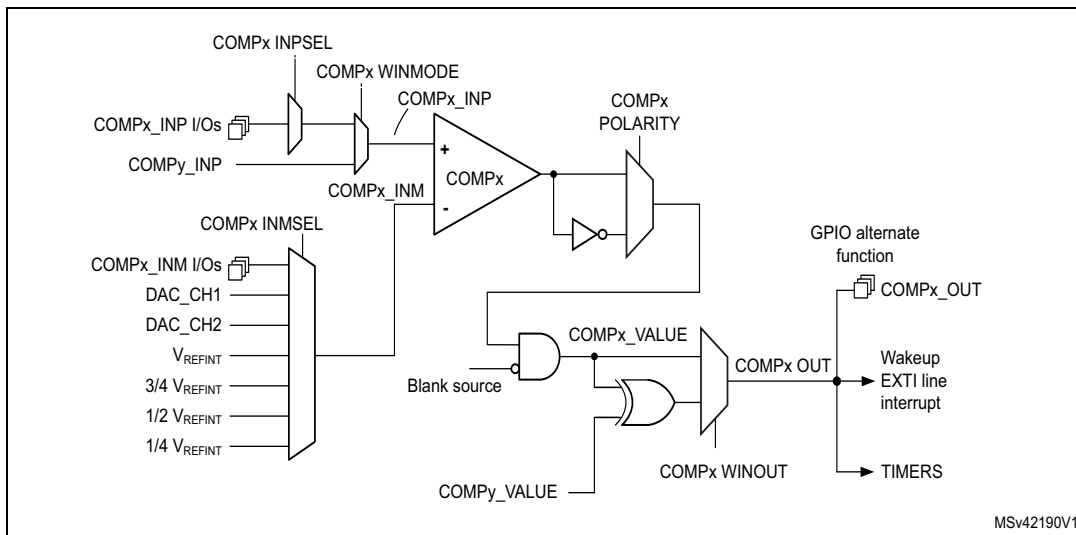 COMPx INPSEL
COMPx WINMODE
COMPx_INP
COMPx
POLARITY
COMPx_INP I/Os
COMPy_INP
+
COMPx
-
COMPx_INM
COMPx INMSEL
COMPx_INM I/Os
DAC_CH1
DAC_CH2
VREFINT
3/4 VREFINT
1/2 VREFINT
1/4 VREFINT
GPIO alternate
function
COMPx_OUT
COMPx_VALUE
COMPx OUT
Wakeup
EXTI line
interrupt
Blank source
COMPx WINOUT
TIMERS
COMPy_VALUE
MSv42190V1